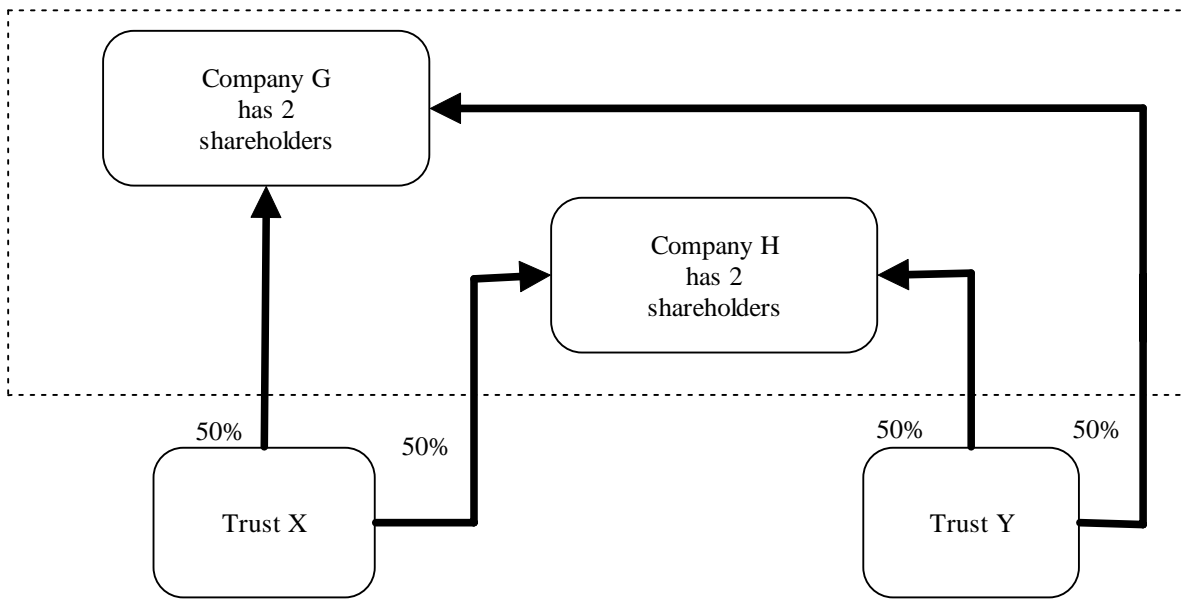 Company G
has 2
shareholders
Company H
has 2
shareholders
50%
50%
50%
50%
Trust X
Trust Y